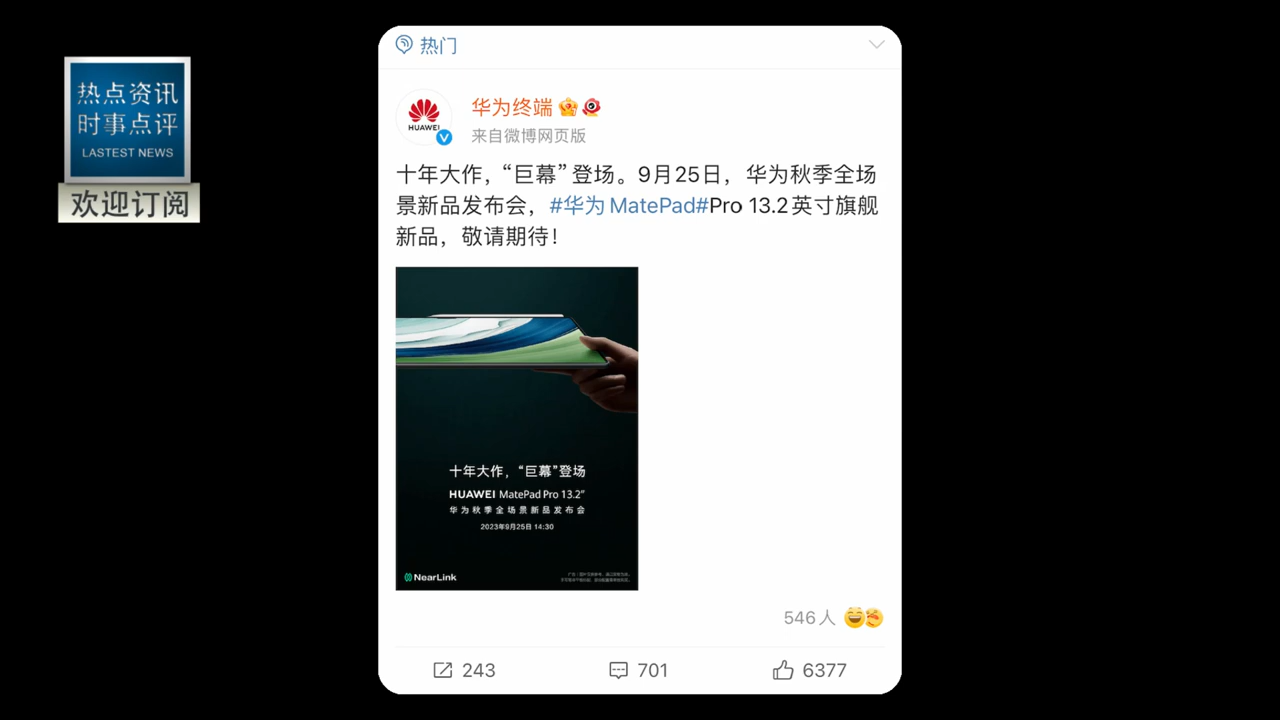 热点资讯
时事点评
LASTEST NEWS
欢迎订阅
热门
HUAWEI
华为终端
来自微博网页版
十年大作，“巨幕”登场。9月25日，华为秋季全场
景新品发布会，#华为 MatePad#Pro 13.2英寸旗舰
新品，敬请期待！
十年大作，“巨幕”登场
HUAWEI MatePad Pro 13.2"
华为秋季全场景新品发布会
2023年9月25日 14:30
NearLink
546人
243
701
6377